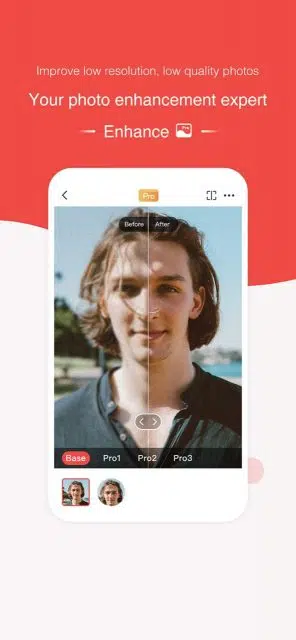 Improve low resolution, low quality photos
Your photo enhancement expert
Enhance
Pro
Before After
Base Pro1 Pro2 Pro3